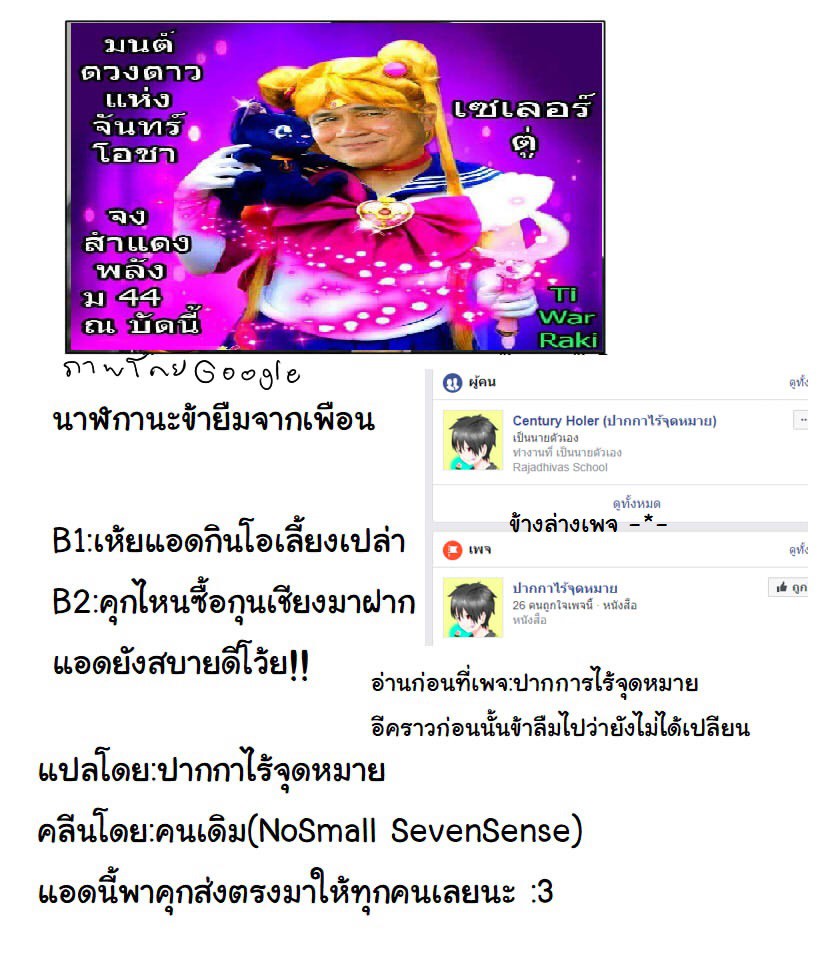 มนต์
ดวงดาว
แห่ง
จันทร์
โอชา
เซเลอร์
ตู่
จง
สำแดง
พลัง
ม 44
ณ บัดนี้
Ti
War
Raki
ภาพโดย Google
นาฬกานะข้ายืมจากเพือน
B1:เห้ยแอดกินโอเลี้ยงเปล่า
B2:คุกไหนซื้อกุนเชียงมาฝาก
แอดยังสบายดีโว้ย!!
ผู้คน
ดูทั้ง
Century Holer (ปากกาไร้จุดหมาย)
เป็นนายตัวเอง
ทำงานที่ เป็นนายตัวเอง
Rajadhivas School
ดูทั้งหมด
ข้างล่างเพจ -*-
เพจ
ดูทั้ง
ปากกาไร้จุดหมาย
26 คนถูกใจเพจนี้ · หนังสือ
หนังสือ
ถูก
อ่านก่อนที่เพจ:ปากการไร้จุดหมาย
อีคราวก่อนนั้นข้าลืมไปว่ายังไม่ได้เปลียน
แปลโดย:ปากกาไร้จุดหมาย
คลีนโดย:คนเดิม(NoSmall SevenSense)
แอดนี้พาคุกส่งตรงมาให้ทุกคนเลยนะ :3